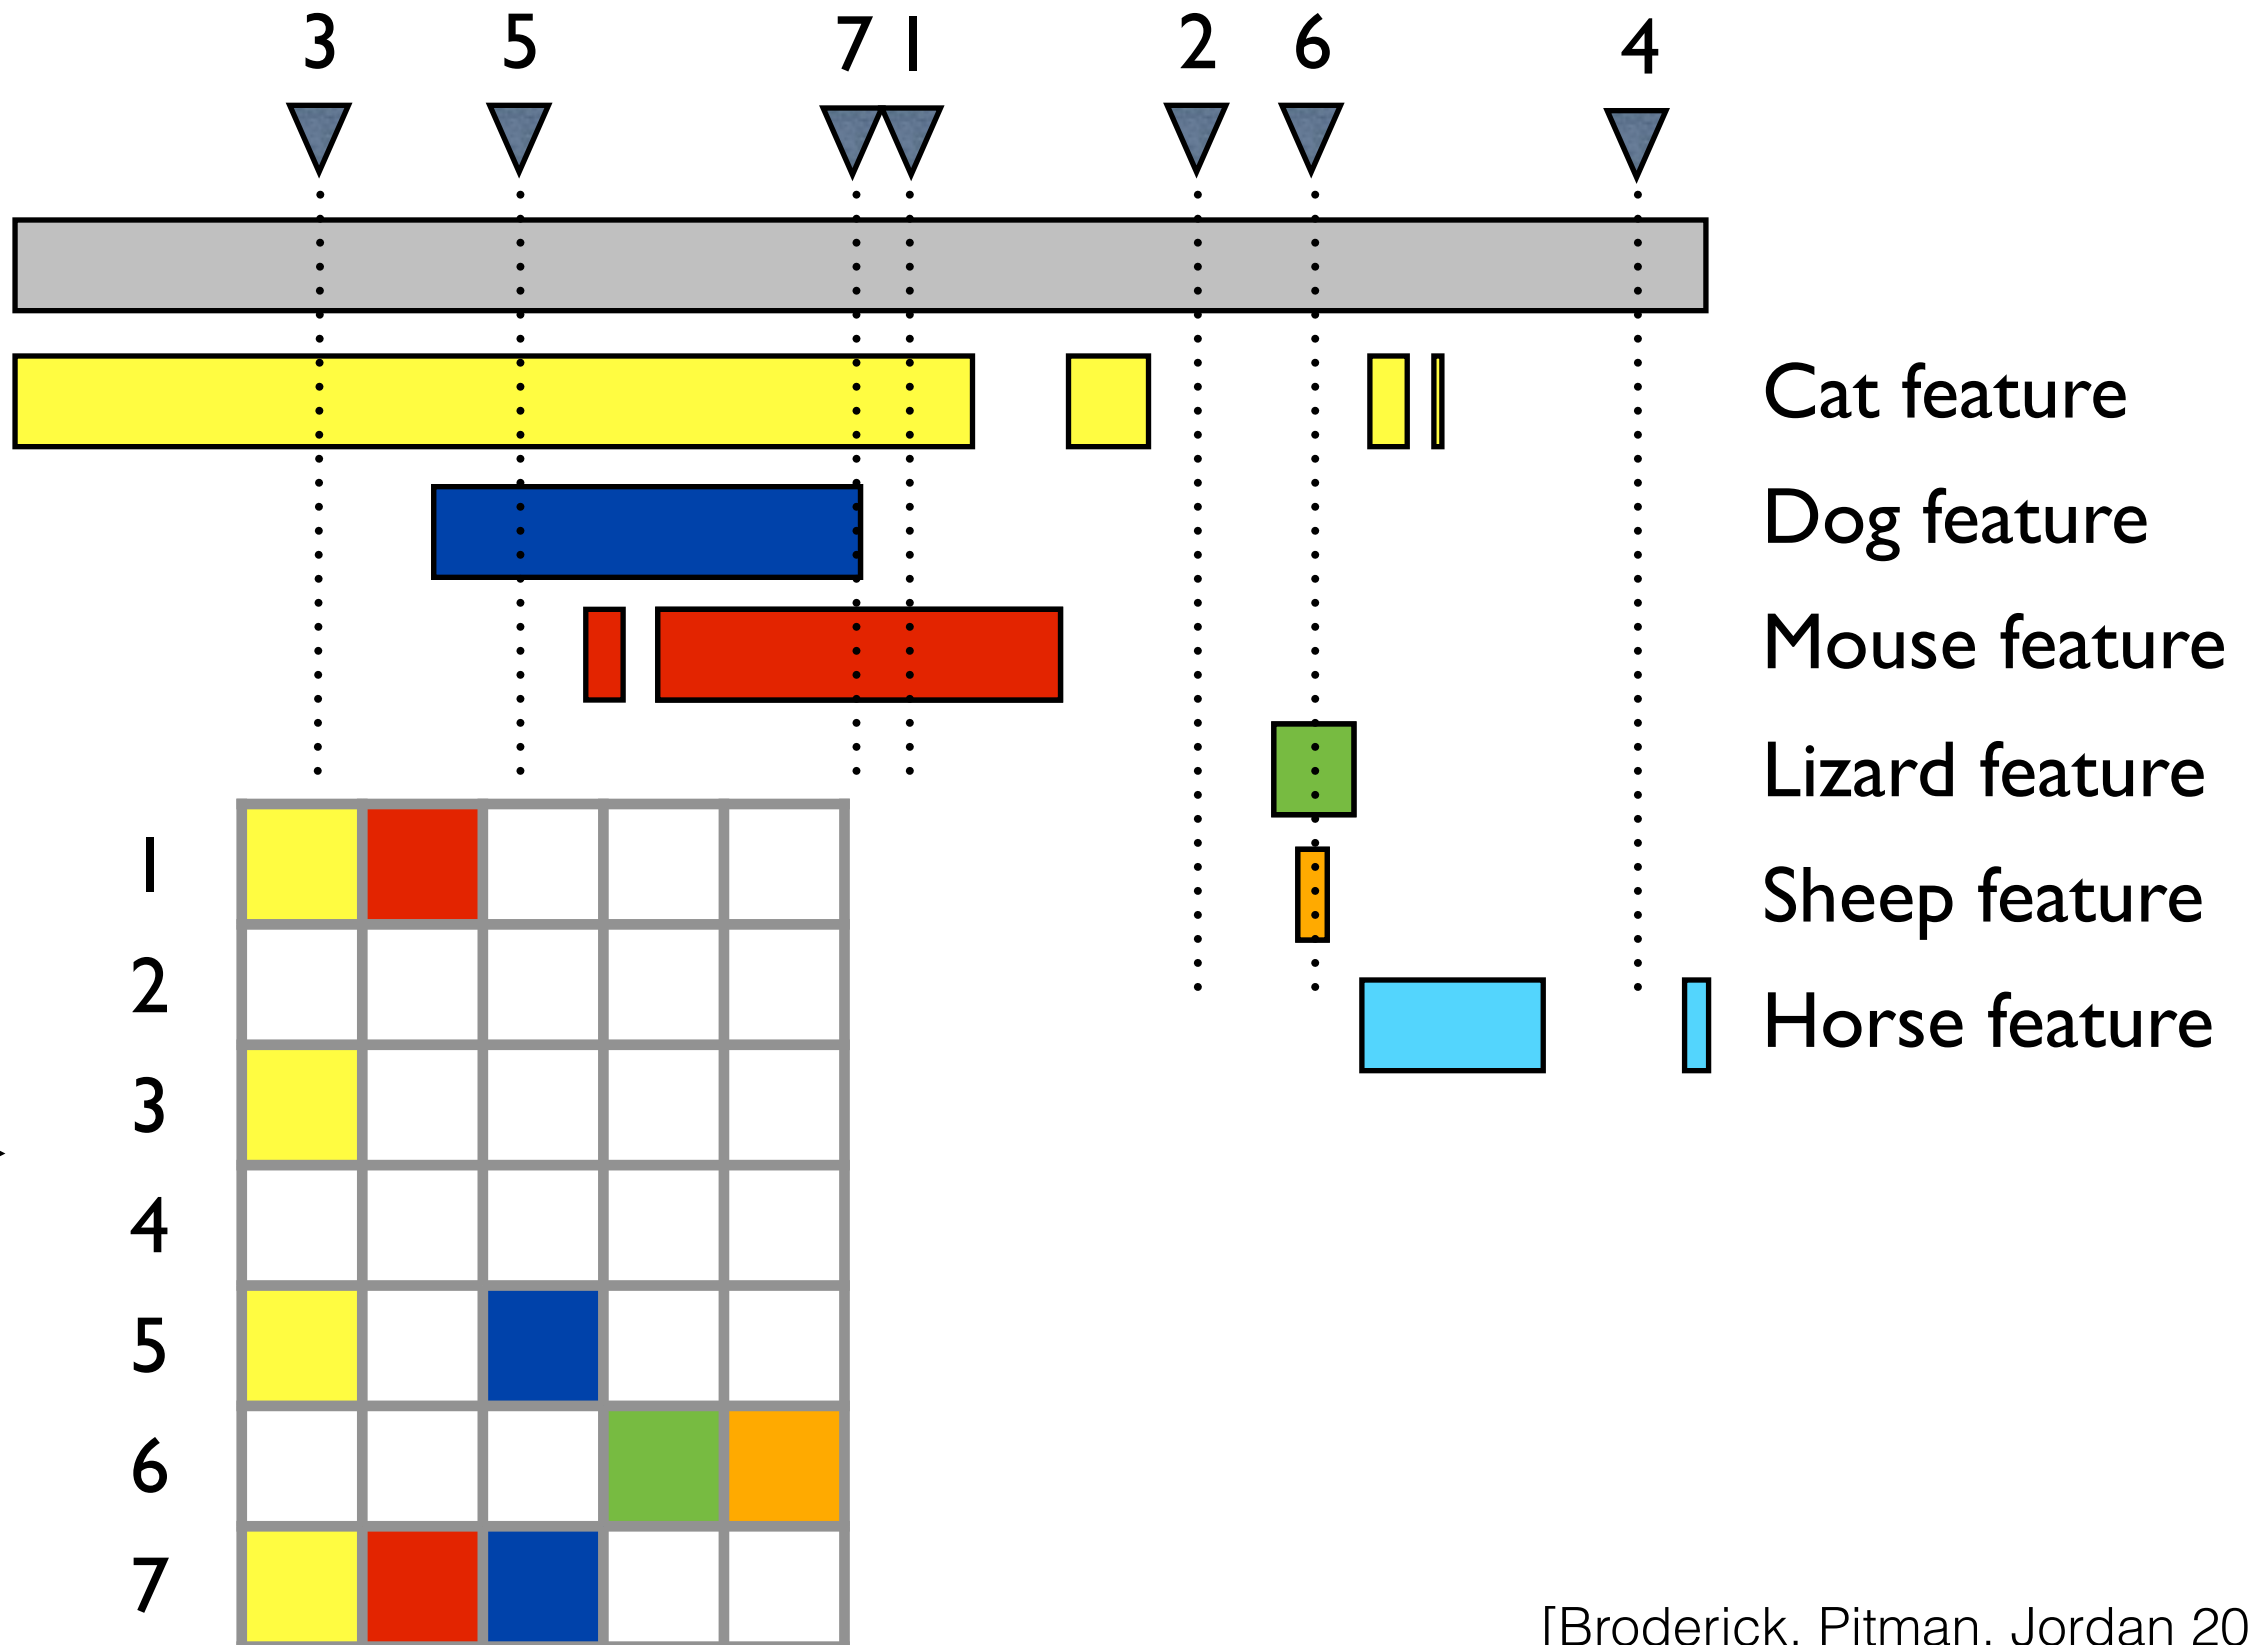 3 5 7 1 2 6 4
Cat feature
Dog feature
Mouse feature
Lizard feature
Sheep feature
Horse feature
1
2
3
4
5
6
7
[Broderick, Pitman, Jordan 20